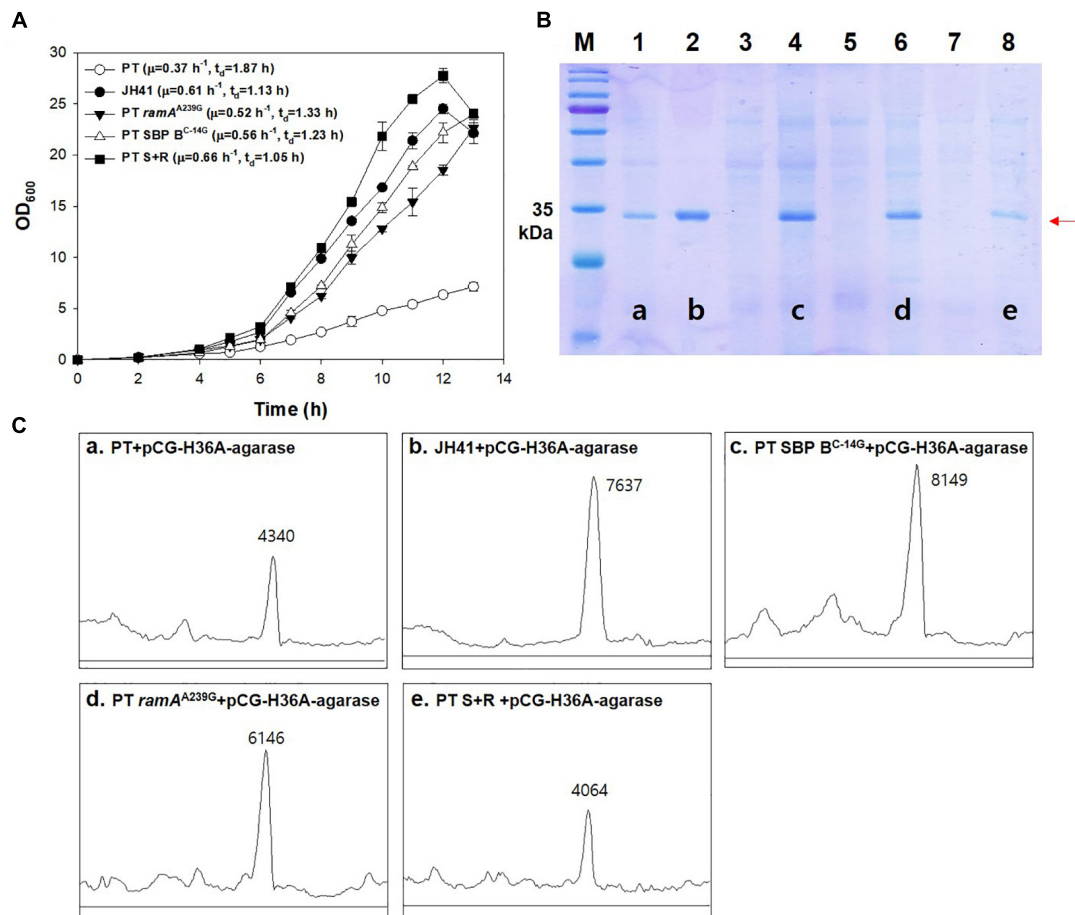 A
30
25
20
15
10
5
0
OD600
PT (μ=0.37 h-1, td=1.87 h)
JH41 (μ=0.61 h-1, td=1.13 h)
PT ramAA239G (μ=0.52 h-1, td=1.33 h)
PT SBP BC-14G (μ=0.56 h-1, td=1.23 h)
PT S+R (μ=0.66 h-1, td=1.05 h)
0 2 4 6 8 10 12 14
Time (h)
B
M 1 2 3 4 5 6 7 8
35
kDa
a b c d e
C
a. PT+pCG-H36A-agarase
4340
b. JH41+pCG-H36A-agarase
7637
c. PT SBP BC-14G+pCG-H36A-agarase
8149
d. PT ramAA239G+pCG-H36A-agarase
6146
e. PT S+R +pCG-H36A-agarase
4064